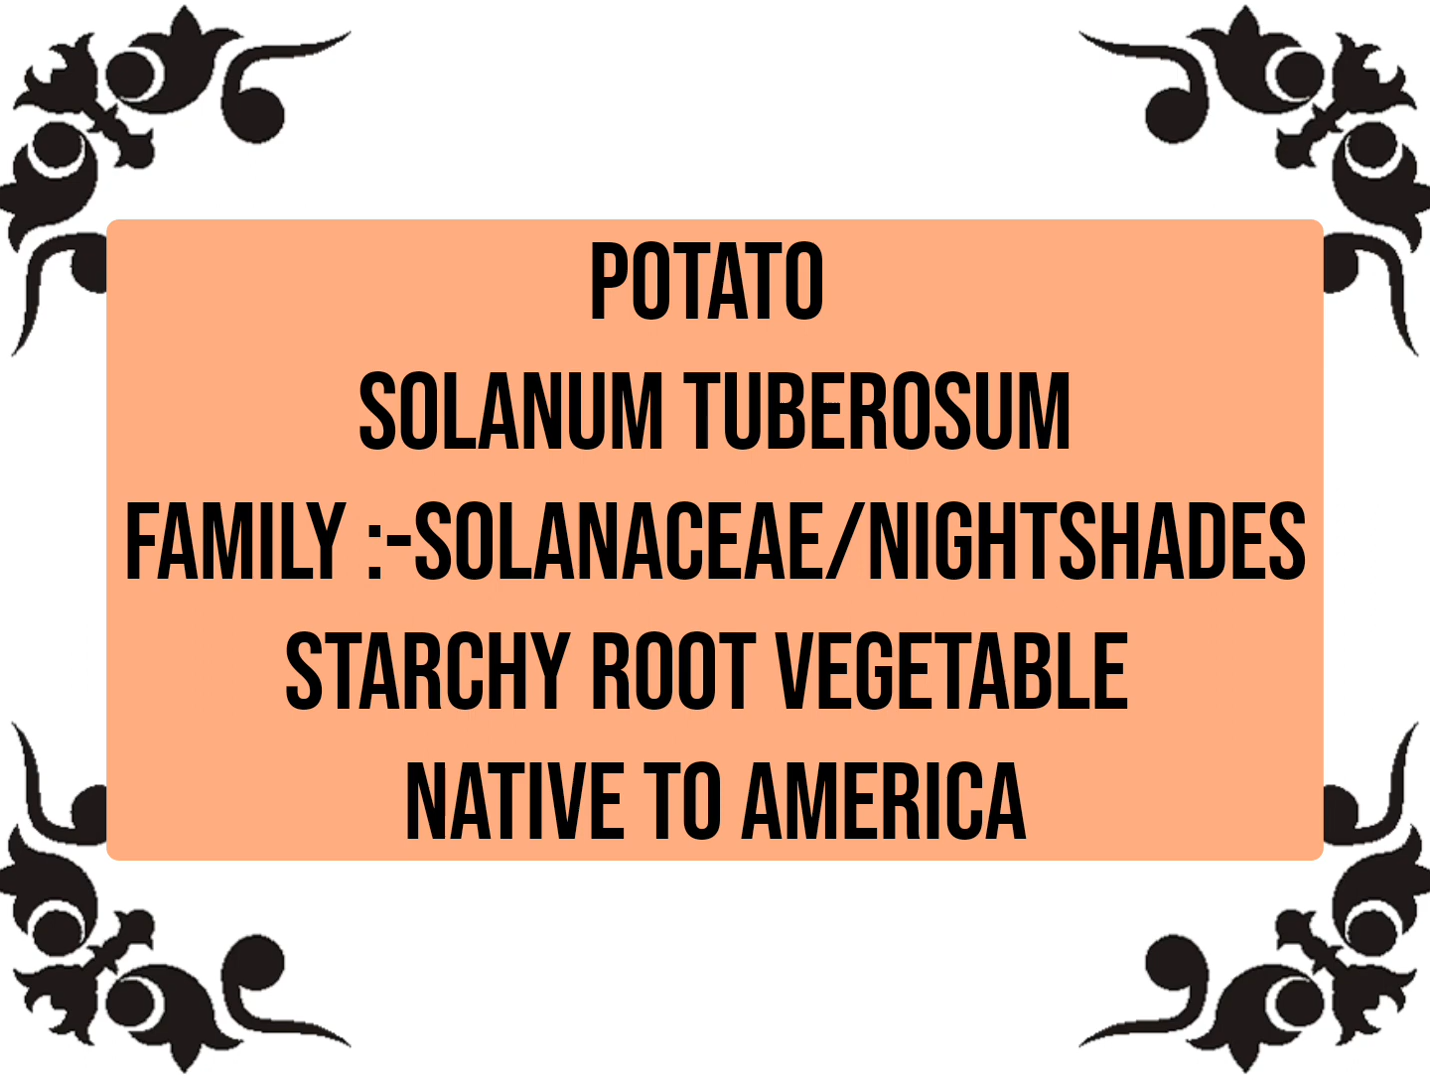 POTATO
SOLANUM TUBEROSUM
FAMILY :-SOLANACEAE/NIGHTSHADES
STARCHY ROOT VEGETABLE
NATIVE TO AMERICA